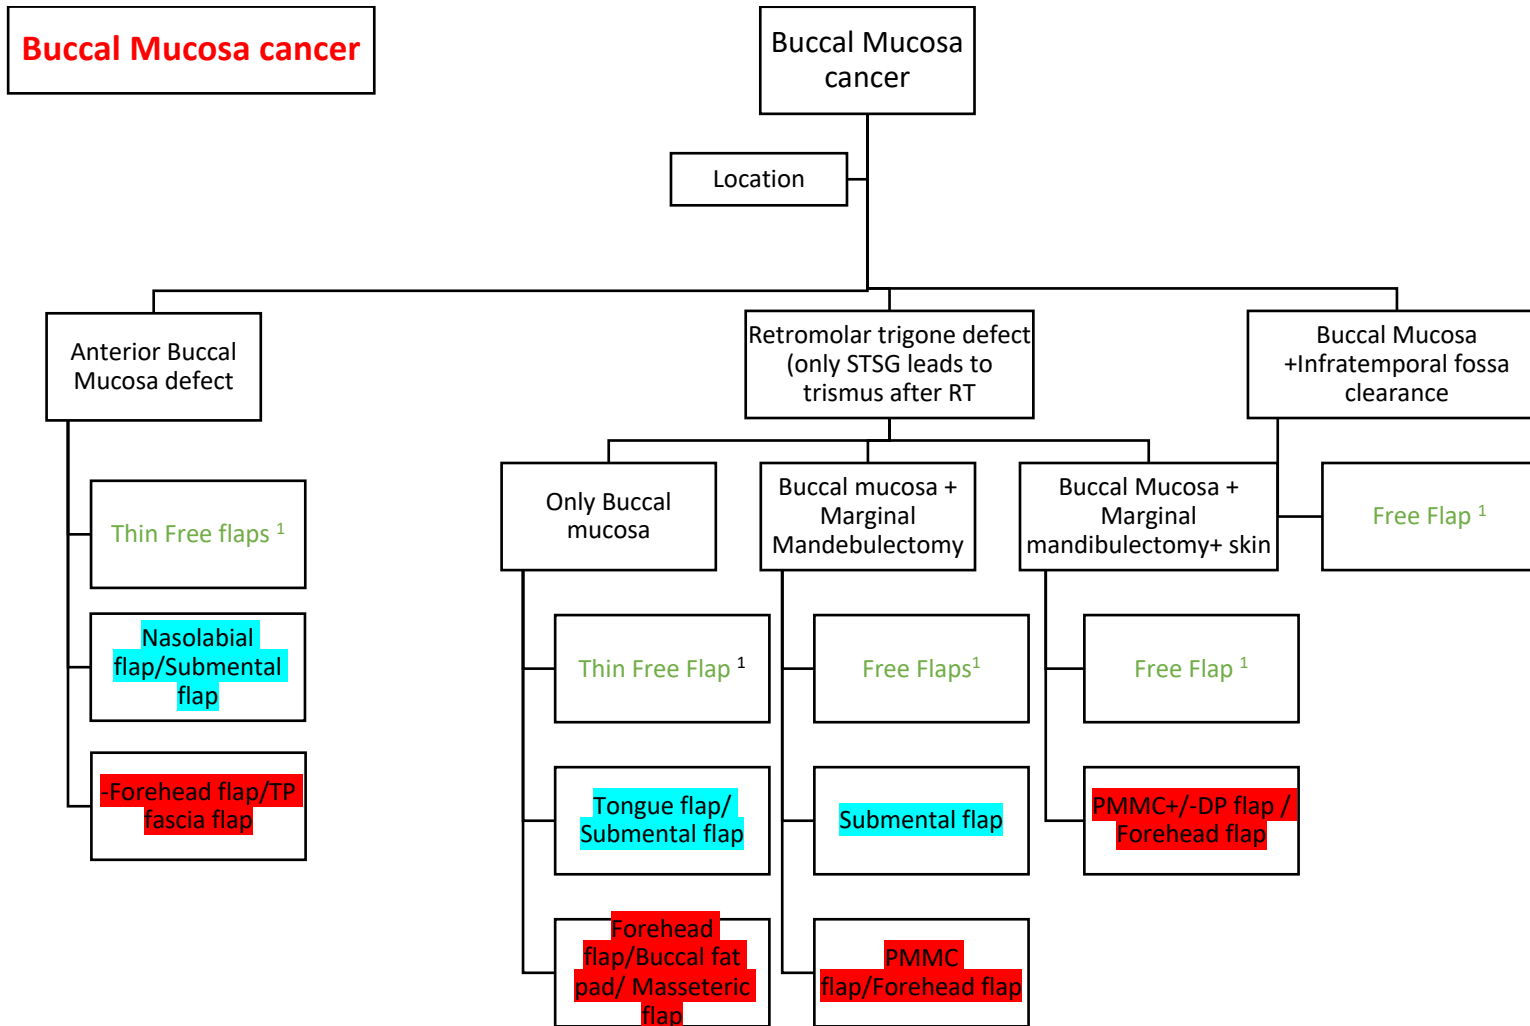 Buccal Mucosa cancer
Buccal Mucosa
cancer
Location
Anterior Buccal
Mucosa defect
Retromolar trigone defect
(only STSG leads to
trismus after RT
Buccal Mucosa
+Infratemporal fossa
clearance
Thin Free flaps ¹
Nasolabial
flap/Submental
flap
-Forehead flap/TP
fascia flap
Only Buccal
mucosa
Buccal mucosa +
Marginal
Mandebulectomy
Buccal Mucosa +
Marginal
mandibulectomy+ skin
Free Flap ¹
Thin Free Flap ¹
Tongue flap/
Submental flap
Forehead
flap/Buccal fat
pad/ Masseteric
flap
Free Flaps¹
Submental flap
PMMC
flap/Forehead flap
Free Flap ¹
PMMC+/-DP flap /
Forehead flap